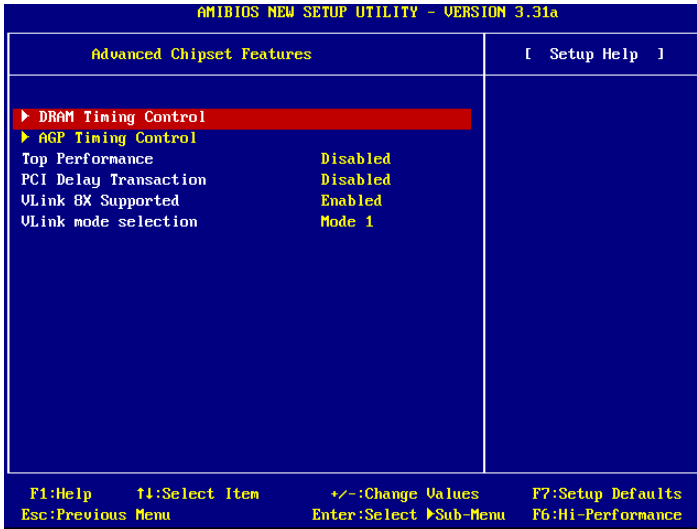 AMIBIOS NEW SETUP UTILITY - VERSION 3.31a
Advanced Chipset Features
[ Setup Help ]
▶ DRAM Timing Control
▶ AGP Timing Control
Top Performance Disabled
PCI Delay Transaction Disabled
VLink 8X Supported Enabled
VLink mode selection Mode 1
F1:Help ↑↓:Select Item +/-:Change Values F7:Setup Defaults
Esc:Previous Menu Enter:Select ▶Sub-Menu F6:Hi-Performance